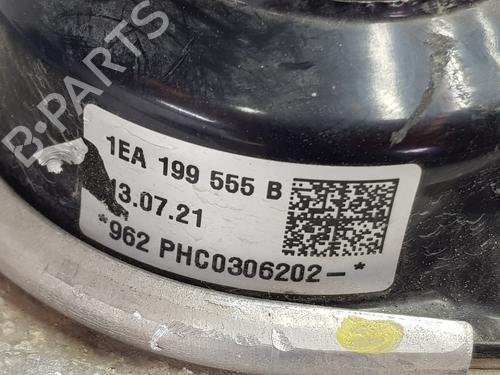 B-PARTS
1EA 199 555 B
13.07.21
*962 PHC0306202-*